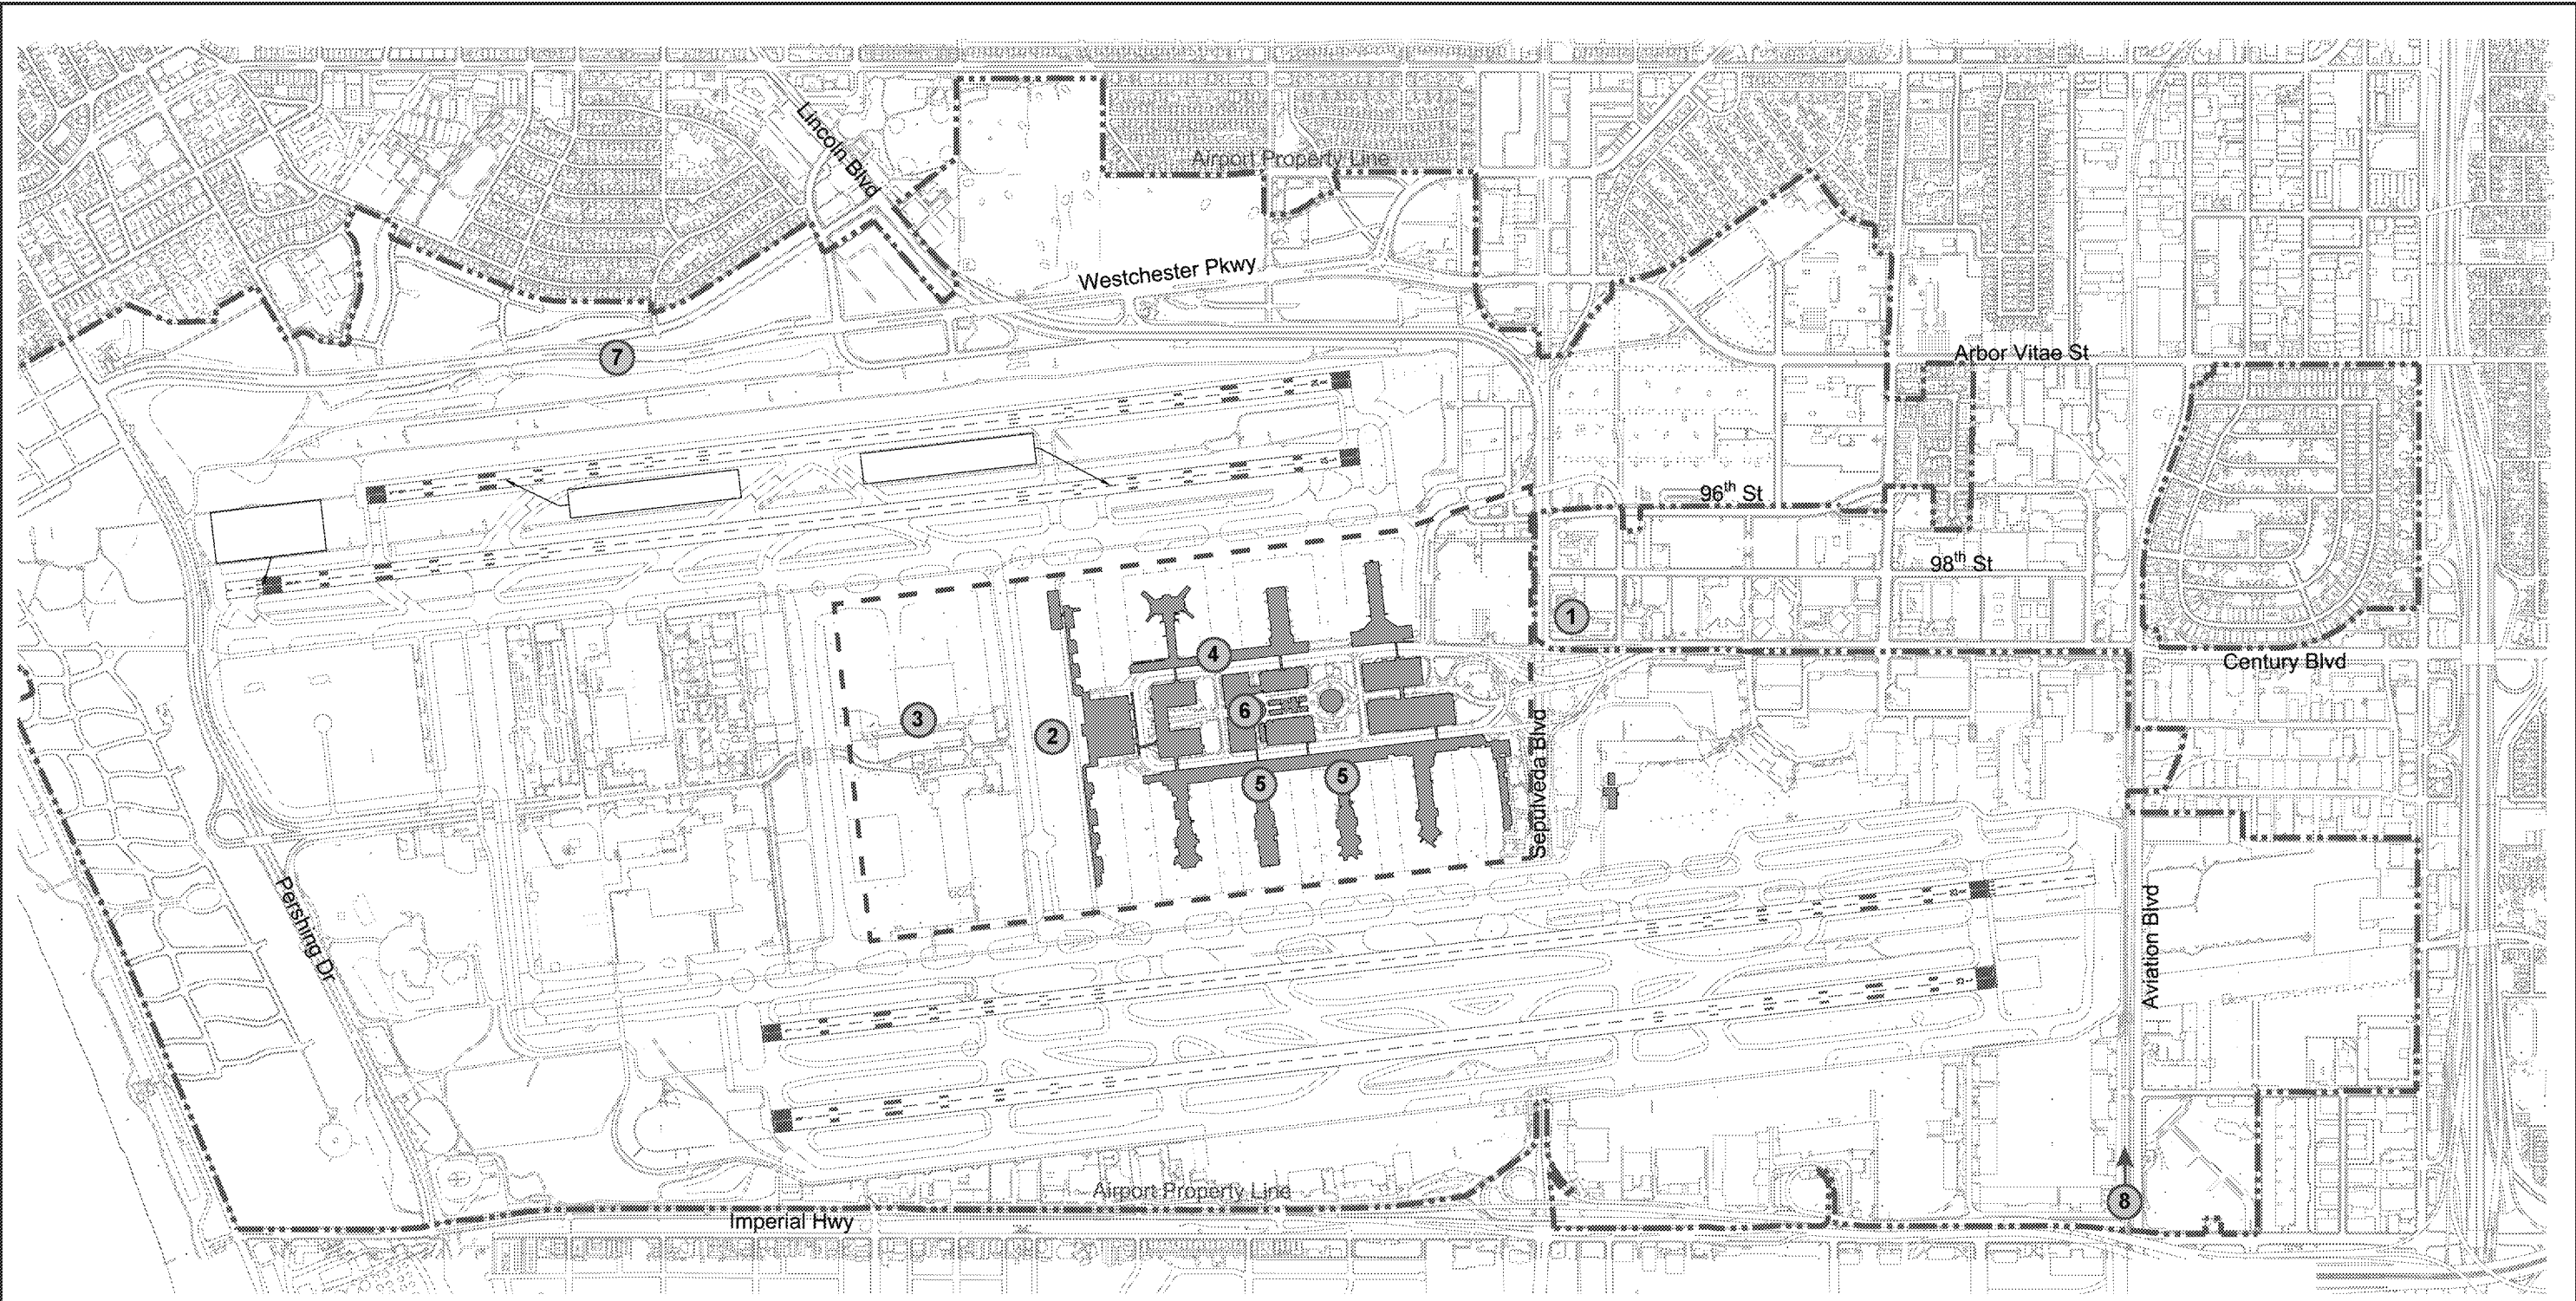 Lincoln Blvd
Airport Property Line
Westchester Pkwy
7
Arbor Vitae St
96th St
98th St
1
4
Century Blvd
6
3
2
5
5
Sepulveda Blvd
Pershing Dr
Aviation Blvd
Airport Property Line
8
Imperial Hwy